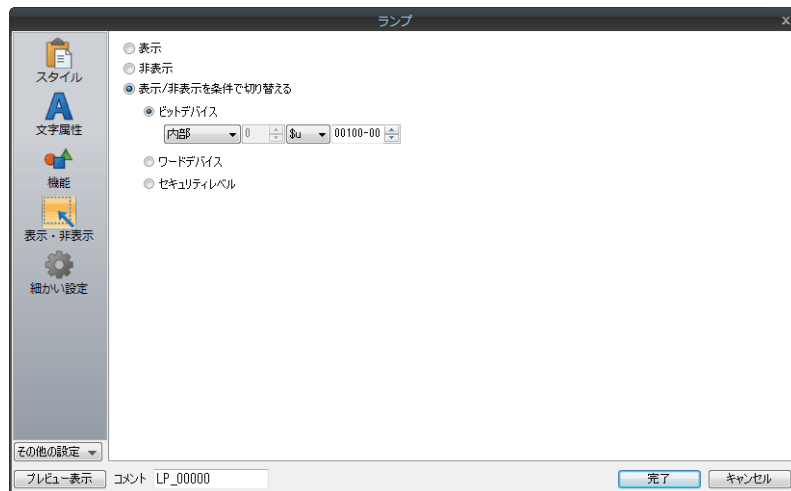 ランプ
x
スタイル
文字属性
機能
表示・非表示
細かい設定
その他の設定
表示
非表示
表示/非表示を条件で切り替える
ビットデバイス
内部 0 $u 00100-00
ワードデバイス
セキュリティレベル
プレビュー表示 コメント LP_00000 完了 キャンセル